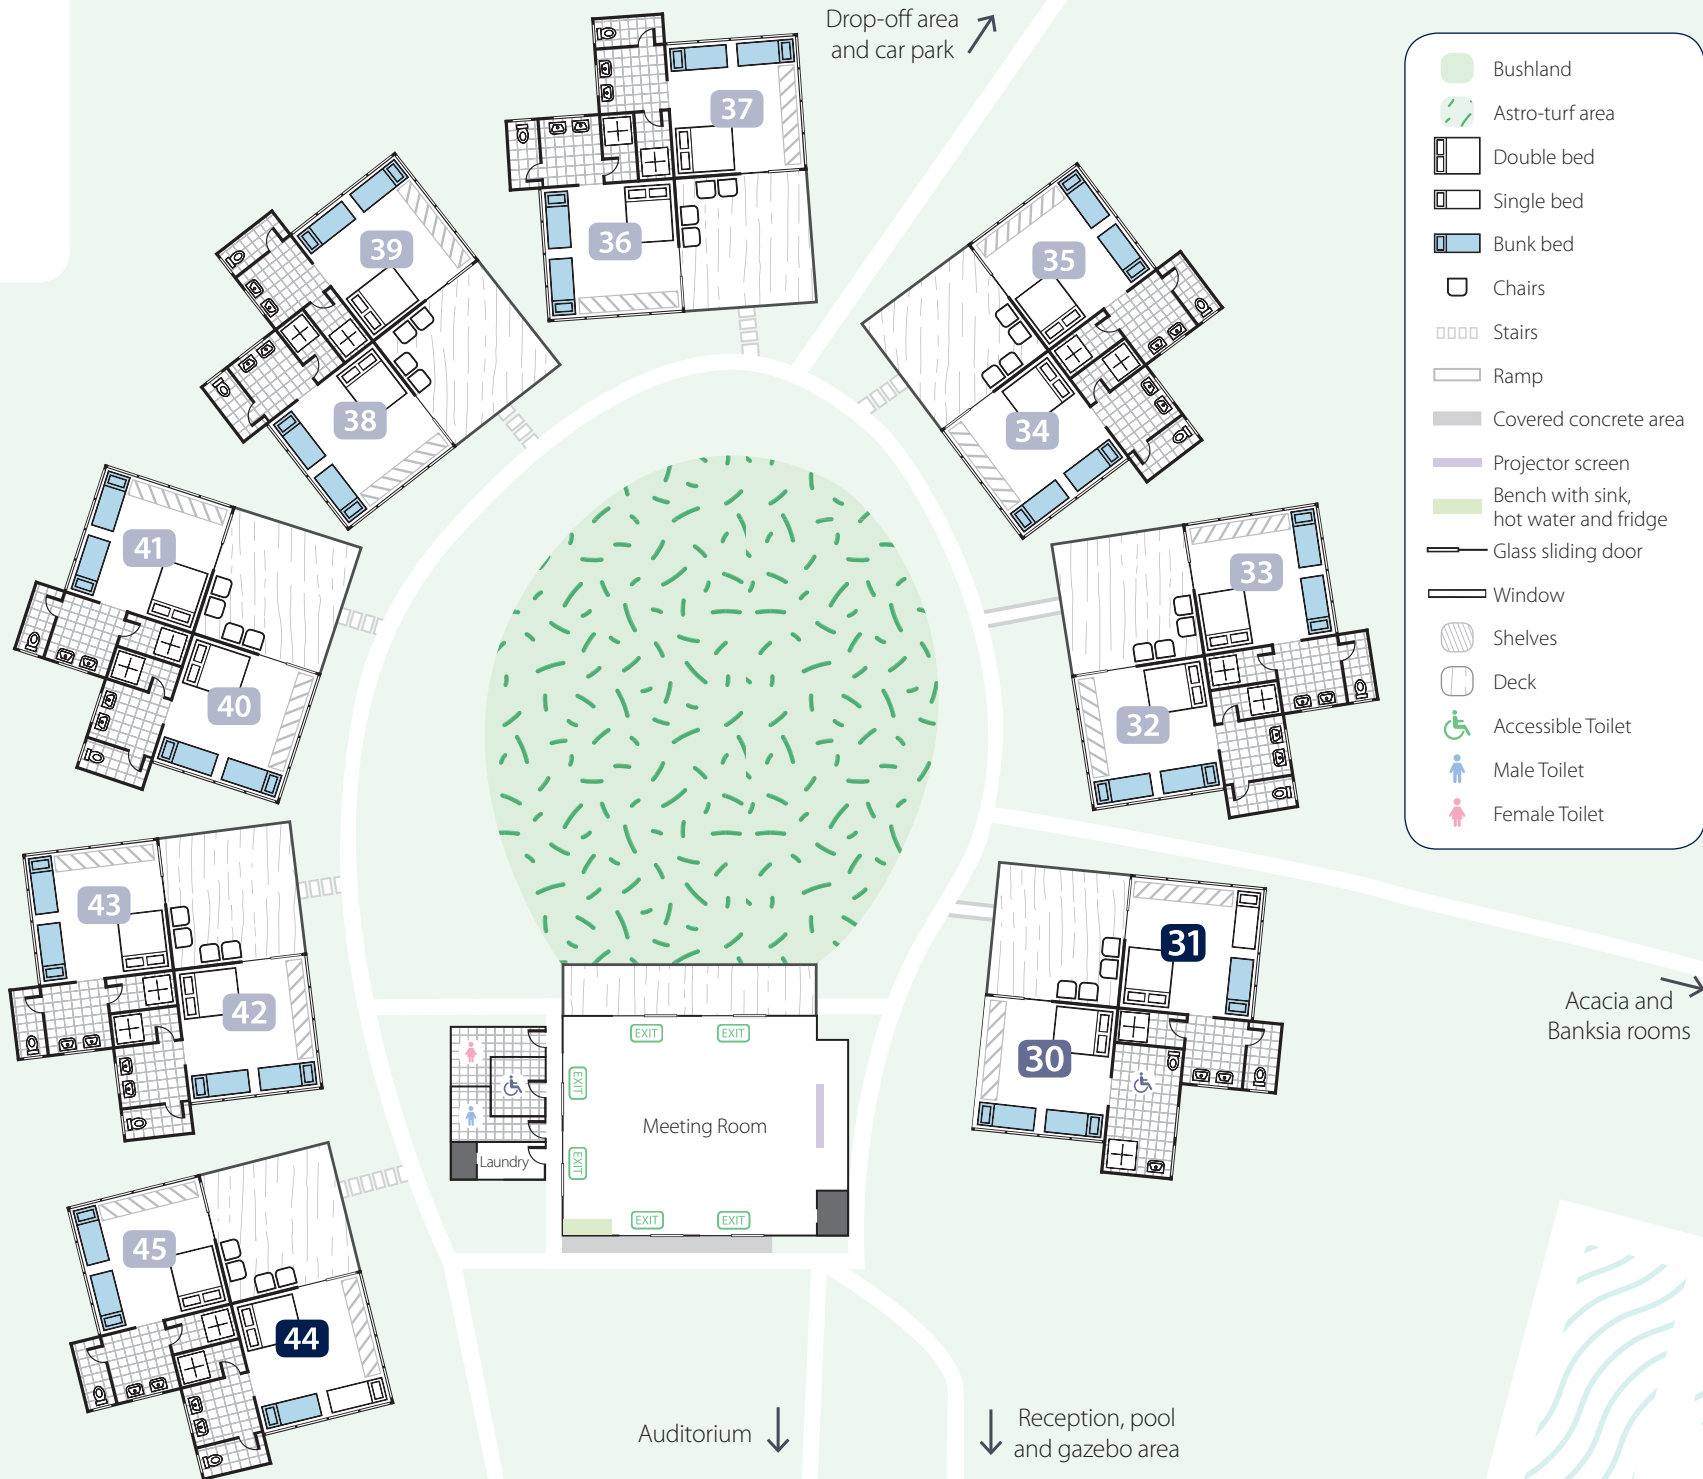 Drop-off area
and car park
37
36
39
38
35
34
41
40
33
32
43
42
31
30
45
44
EXIT
EXIT
EXIT
EXIT
EXIT
EXIT
Meeting Room
Laundry
Acacia and
Banksia rooms
Auditorium
Reception, pool
and gazebo area
Bushland
Astro-turf area
Double bed
Single bed
Bunk bed
Chairs
Stairs
Ramp
Covered concrete area
Projector screen
Bench with sink,
hot water and fridge
Glass sliding door
Window
Shelves
Deck
Accessible Toilet
Male Toilet
Female Toilet